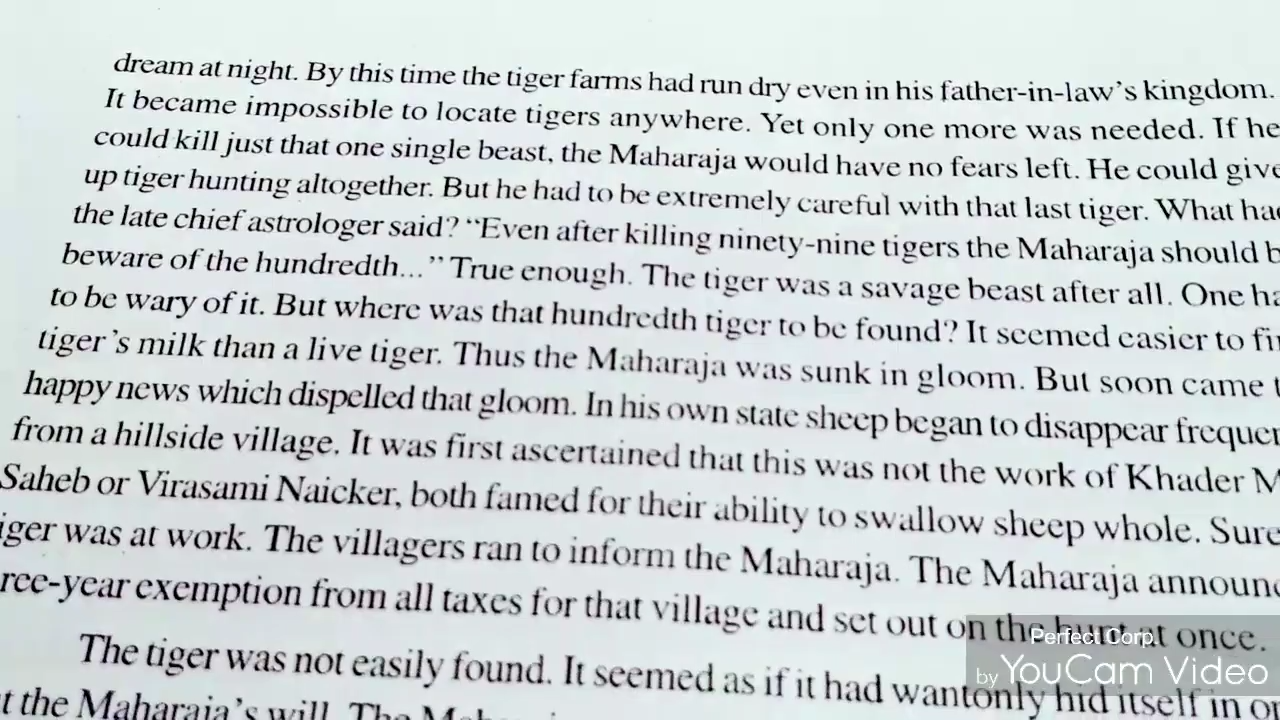 dream at night. By this time the tiger farms had run dry even in his father-in-law's kingdom.
It became impossible to locate tigers anywhere. Yet only one more was needed. If he
could kill just that one single beast, the Maharaja would have no fears left. He could give
up tiger hunting altogether. But he had to be extremely careful with that last tiger. What ha
the late chief astrologer said? “Even after killing ninety-nine tigers the Maharaja should b
beware of the hundredth...” True enough. The tiger was a savage beast after all. One ha
to be wary of it. But where was that hundredth tiger to be found? It seemed easier to fi
tiger's milk than a live tiger. Thus the Maharaja was sunk in gloom. But soon came t
happy news which dispelled that gloom. In his own state sheep began to disappear freque
from a hillside village. It was first ascertained that this was not the work of Khader M
Saheb or Virasami Naicker, both famed for their ability to swallow sheep whole. Sure
iger was at work. The villagers ran to inform the Maharaja. The Maharaja announc
ree-year exemption from all taxes for that village and set out on the hunt at once.
The tiger was not easily found. It seemed as if it had wantonly hid itself in or
t the Maharaja's will. The
Perfect Corp.
by YouCam Video